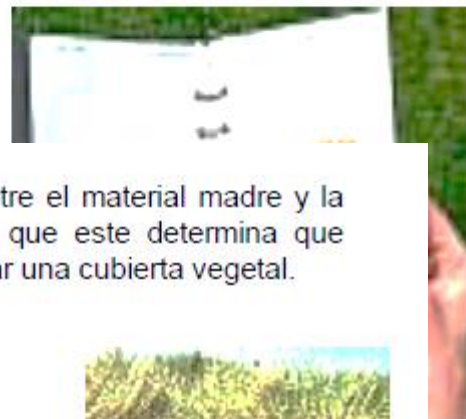 tre el material madre y la
que este determina que
ar una cubierta vegetal.